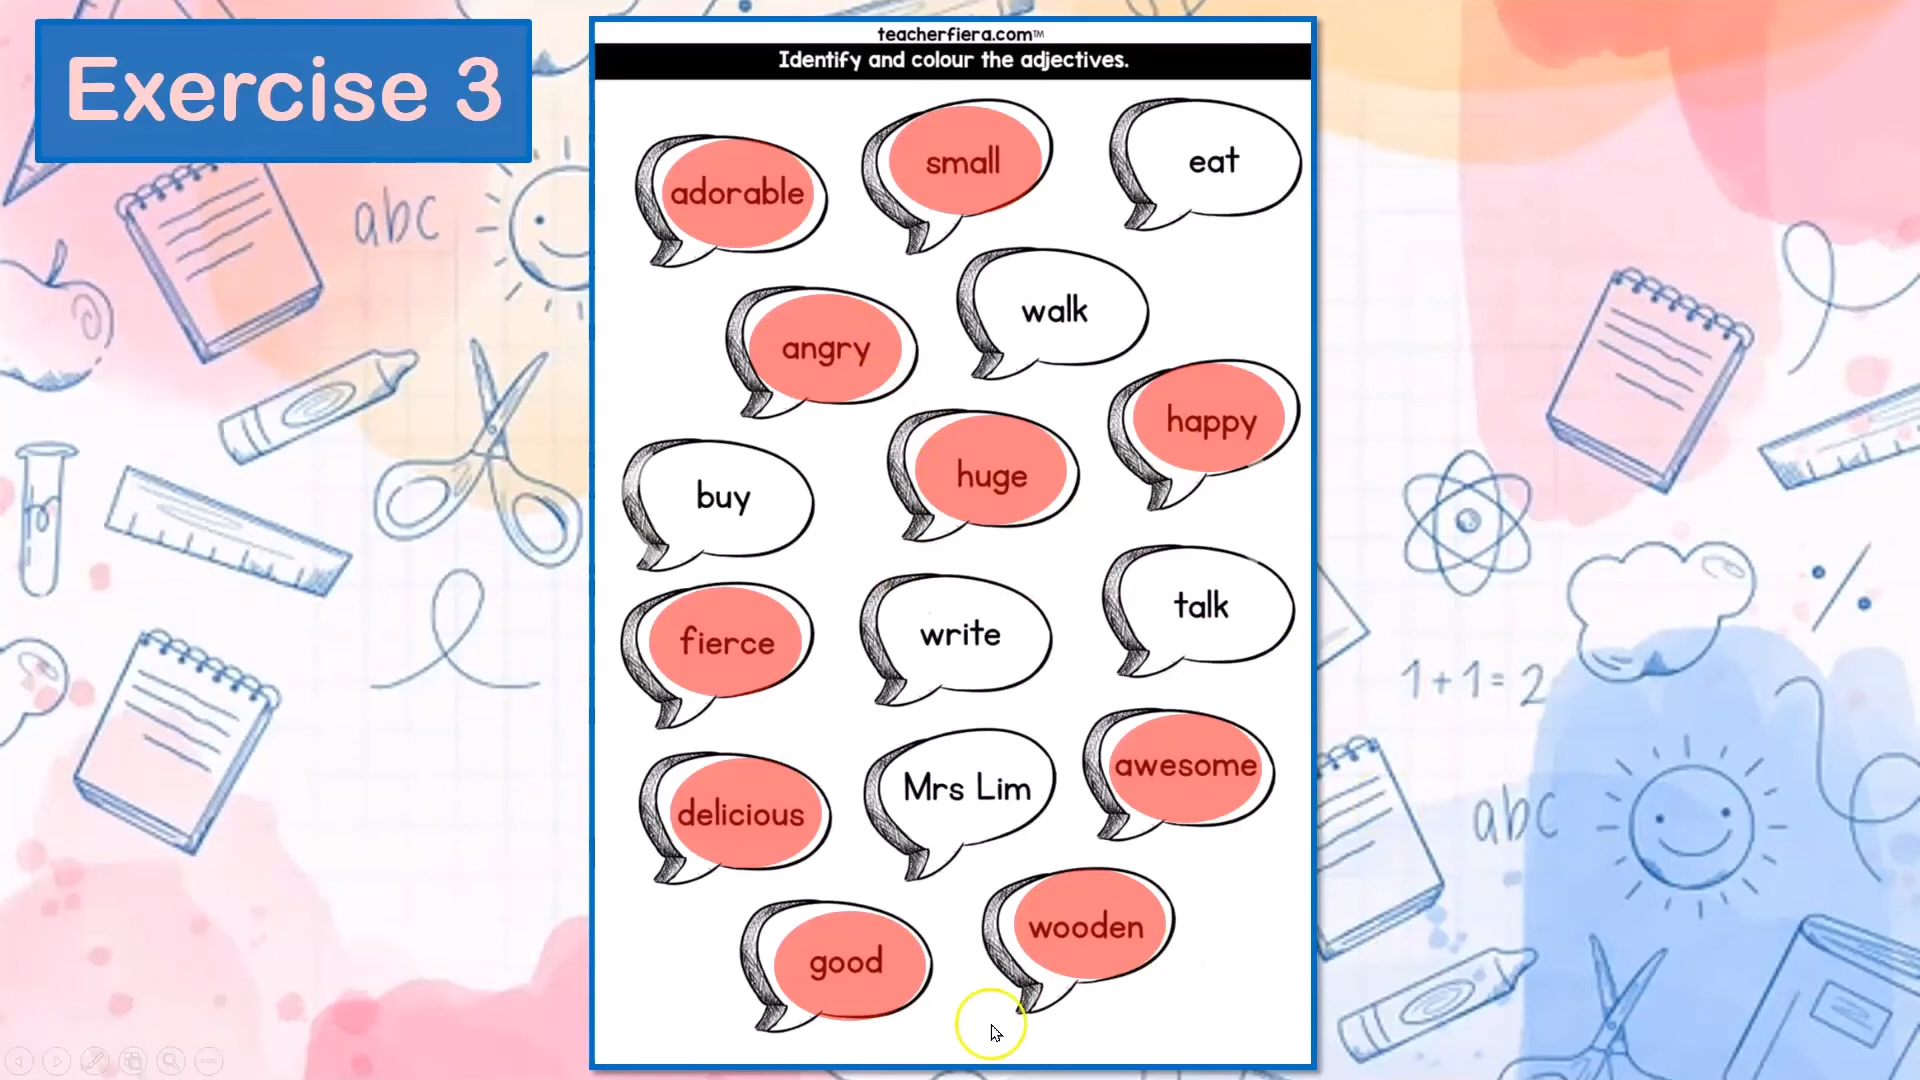 Exercise 3
teacherfiera.com™
Identify and colour the adjectives.
adorable
small
eat
angry
walk
happy
buy
huge
fierce
write
talk
delicious
Mrs Lim
awesome
good
wooden
abc
1+1=2
abc